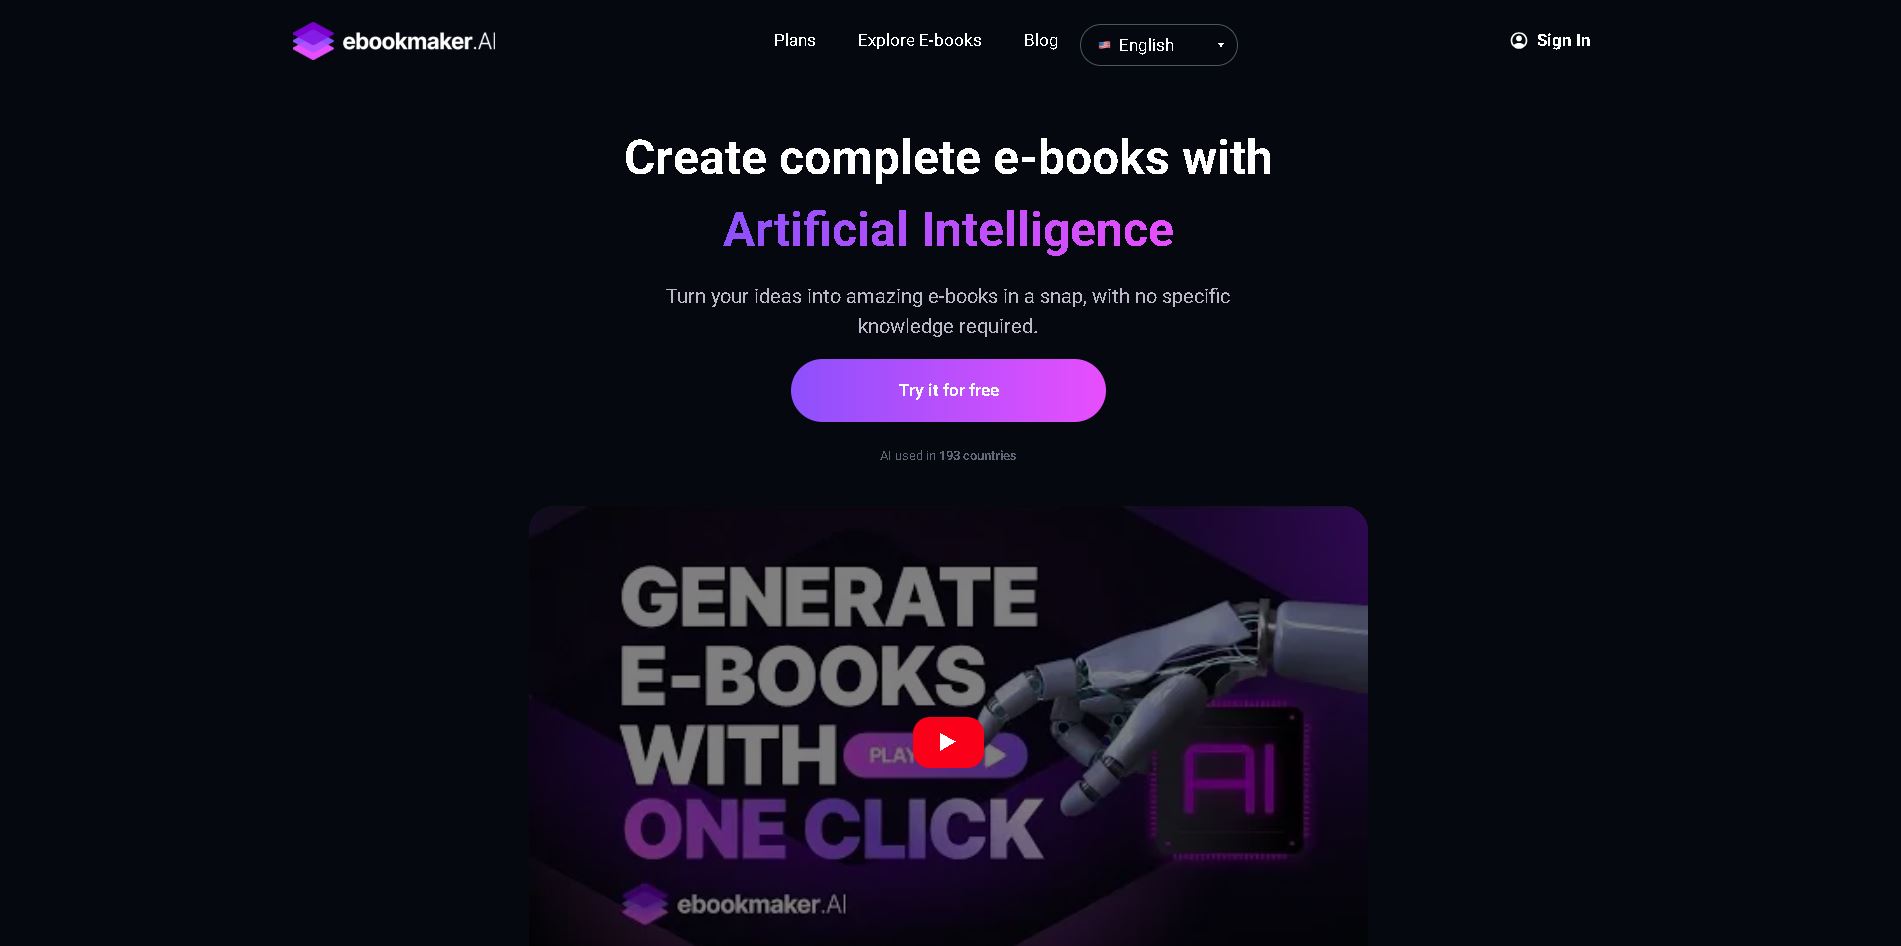 ebookmaker.AI
Plans
Explore E-books
Blog
English
Sign In
Create complete e-books with
Artificial Intelligence
Turn your ideas into amazing e-books in a snap, with no specific
knowledge required.
Try it for free
AI used in 193 countries
GENERATE
E-BOOKS
WITH PLAY
ONE CLICK
AI
ebookmaker.AI